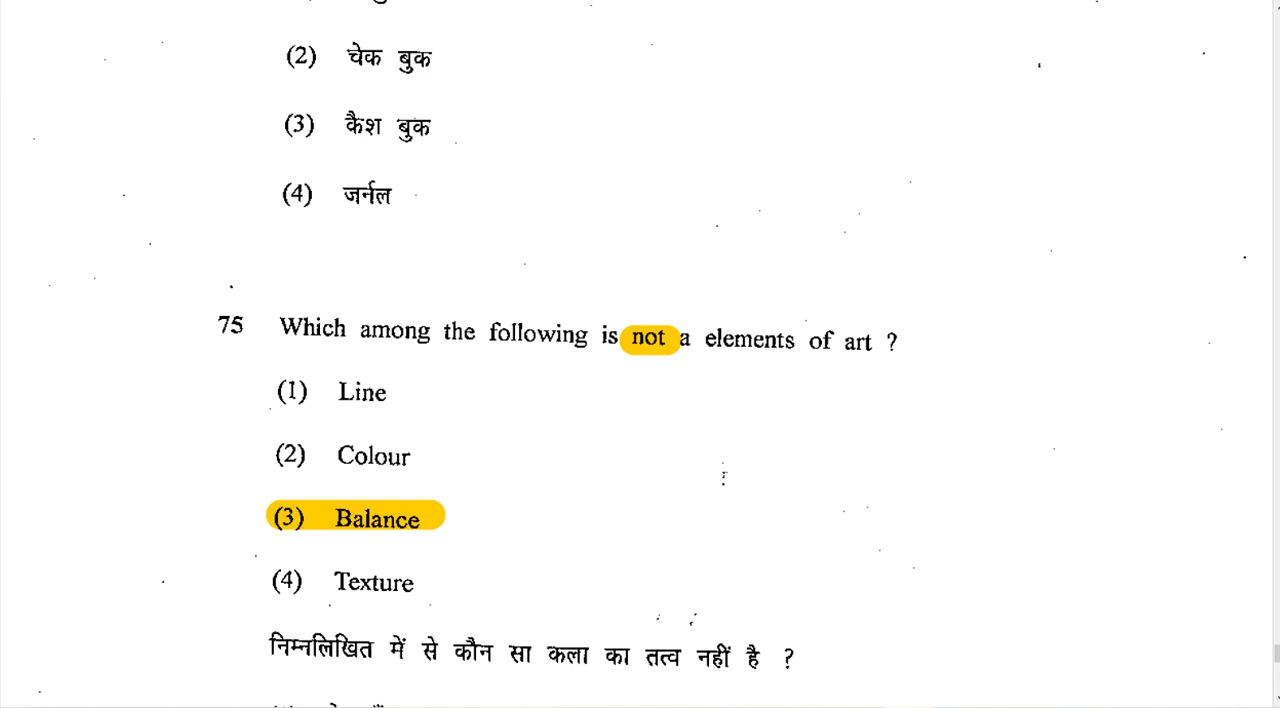 (2) चेक बुक
(3) कैश बुक
(4) जर्नल
75 Which among the following is not a elements of art ?
(1) Line
(2) Colour
(3) Balance
(4) Texture
निम्नलिखित में से कौन सा कला का तत्व नहीं है ?